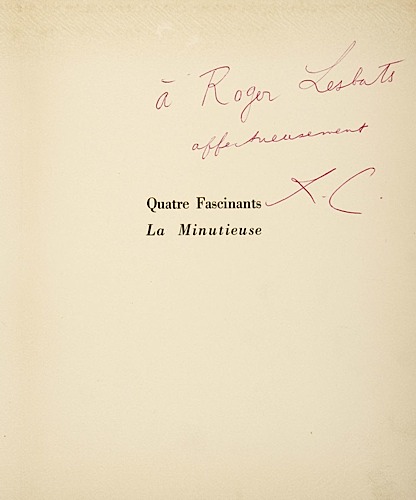 à Roger Lesbats
affectueusement
Quatre Fascinants
La Minutieuse